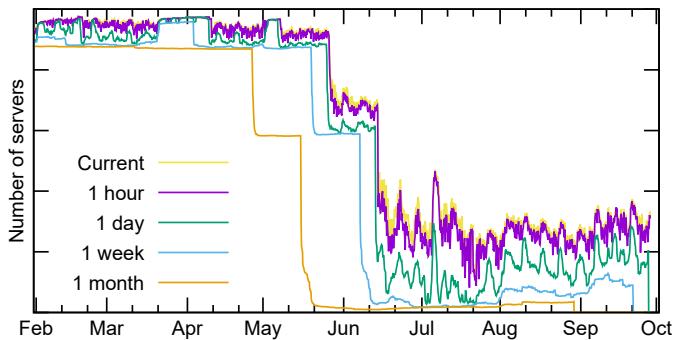 Number of servers
Current
1 hour
1 day
1 week
1 month
Feb Mar Apr May Jun Jul Aug Sep Oct